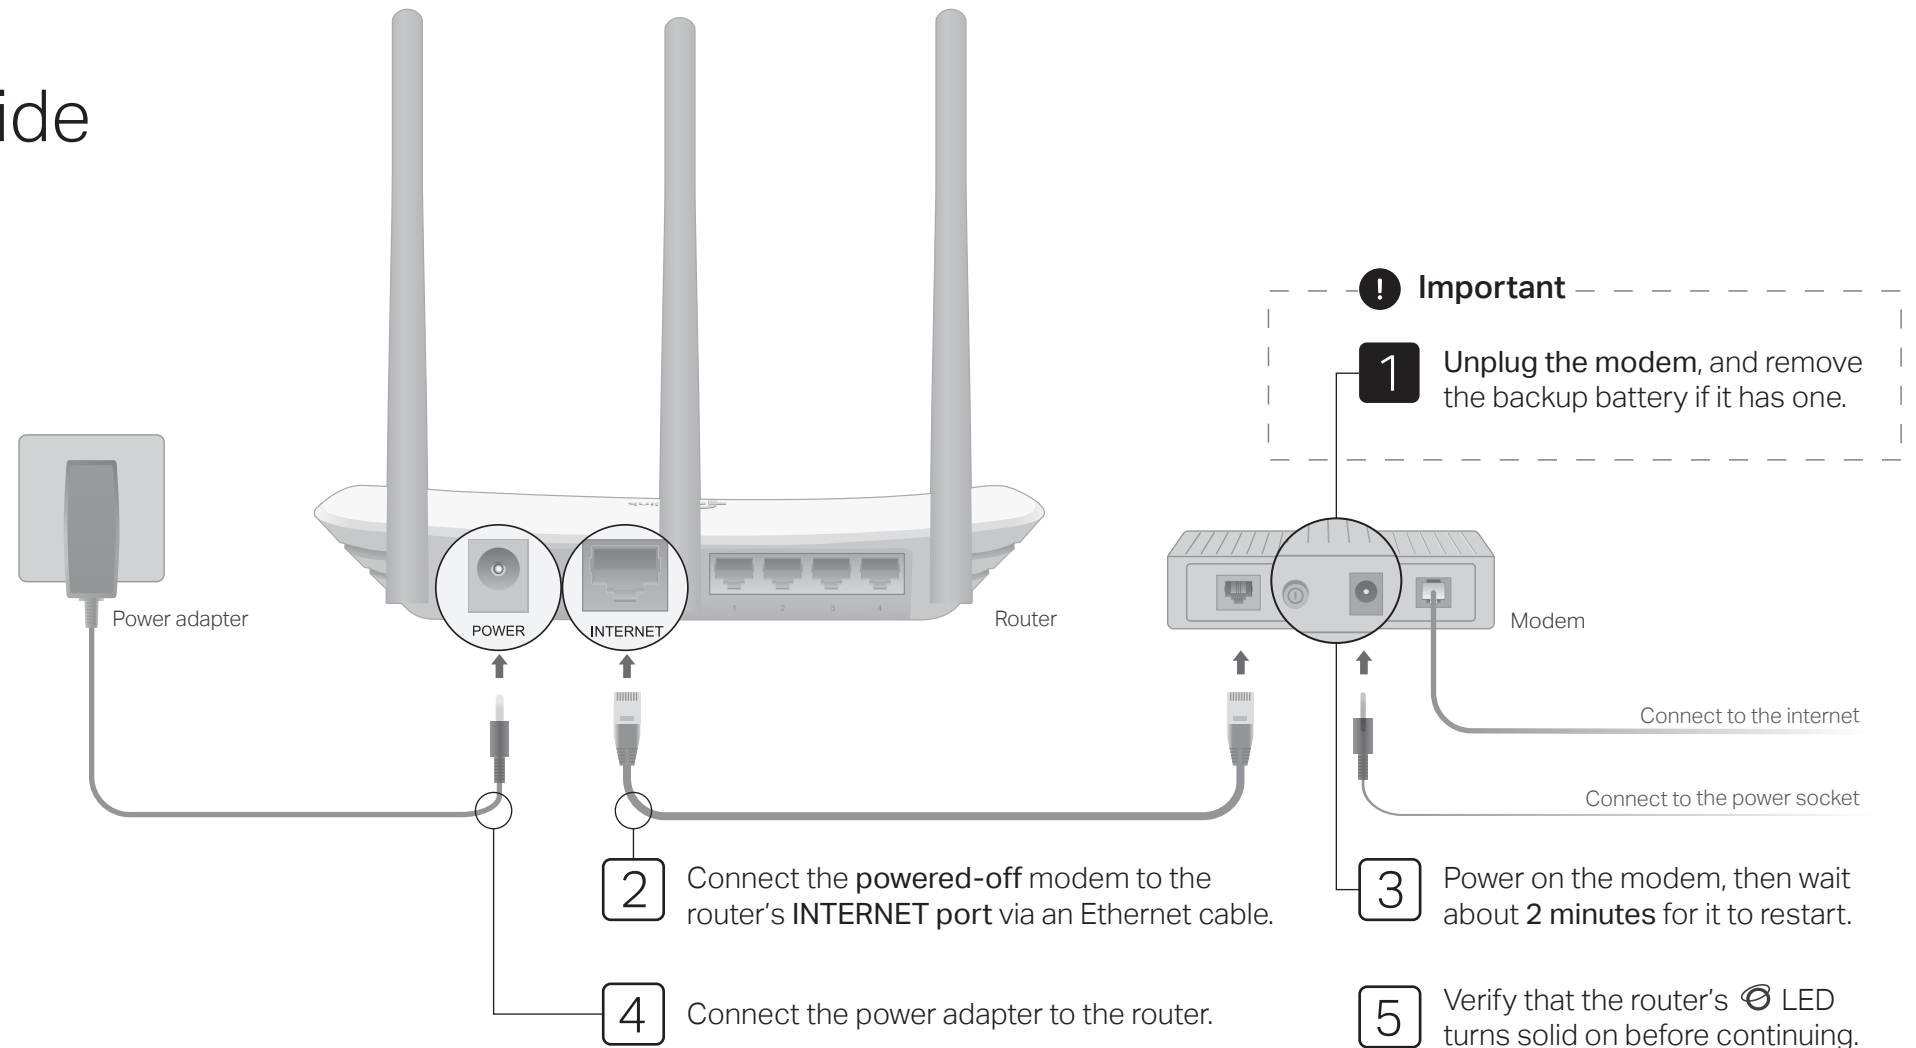 ide
Important
1
Unplug the modem, and remove
the backup battery if it has one.
Power adapter
POWER
INTERNET
1 2 3 4
Router
Modem
Connect to the internet
Connect to the power socket
2
Connect the powered-off modem to the
router's INTERNET port via an Ethernet cable.
3
Power on the modem, then wait
about 2 minutes for it to restart.
4
Connect the power adapter to the router.
5
Verify that the router's LED
turns solid on before continuing.